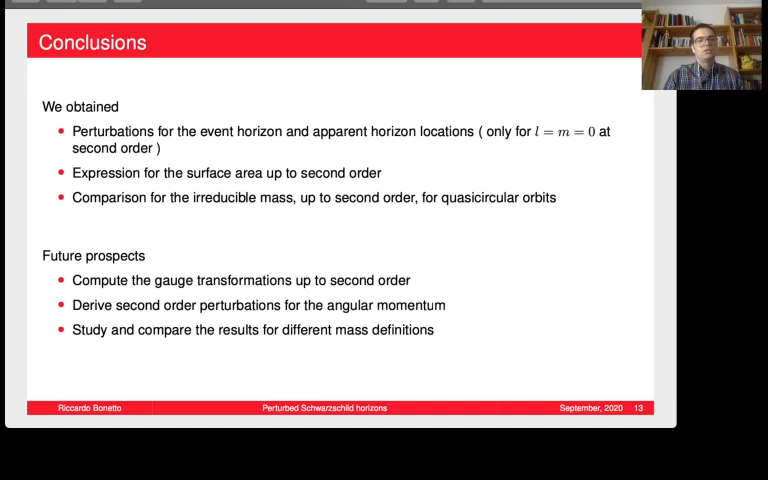 Conclusions
We obtained
• Perturbations for the event horizon and apparent horizon locations ( only for l = m = 0 at
second order )
• Expression for the surface area up to second order
• Comparison for the irreducible mass, up to second order, for quasicircular orbits
Future prospects
• Compute the gauge transformations up to second order
• Derive second order perturbations for the angular momentum
• Study and compare the results for different mass definitions
Riccardo Bonetto Perturbed Schwarzschild horizons September, 2020 13